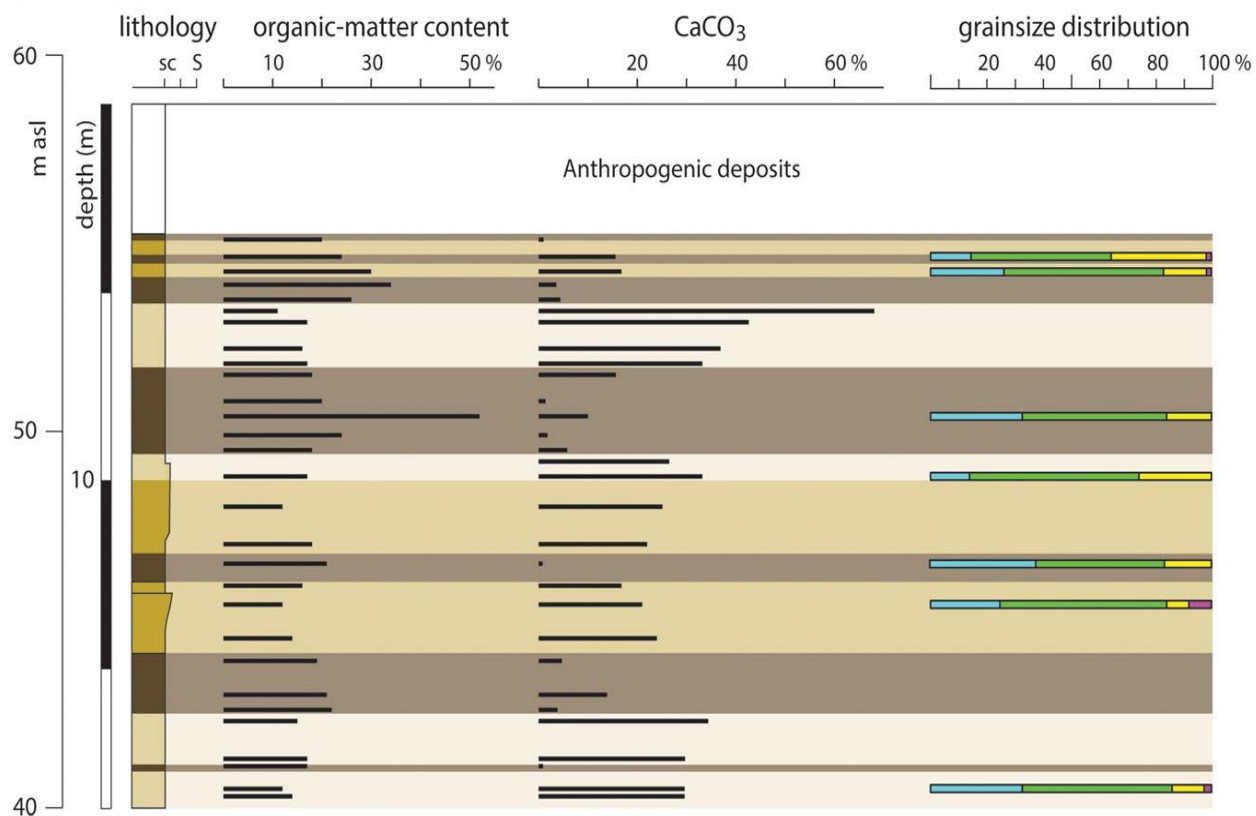 lithology organic-matter content CaCO₃ grainsize distribution
60 sc S 10 30 50 % 20 40 60 % 20 40 60 80 100 %
m asl
depth (m)
Anthropogenic deposits
50
10
40